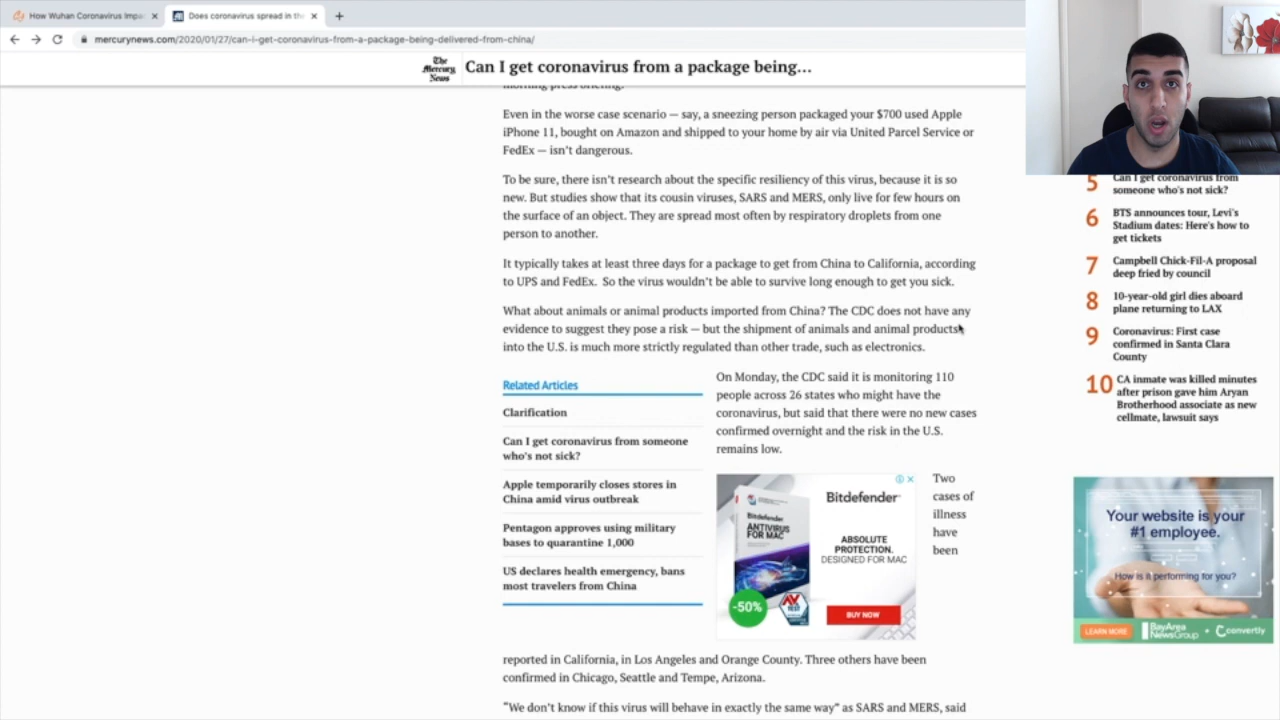 How Wuhan Coronavirus Impa
Does coronavirus spread in the
mercurynews.com/2020/01/27/can-i-get-coronavirus-from-a-package-being-delivered-from-china/
The
Mercury
News
Can I get coronavirus from a package being...
morning press briefing.
Even in the worse case scenario — say, a sneezing person packaged your $700 used Apple
iPhone 11, bought on Amazon and shipped to your home by air via United Parcel Service or
FedEx — isn't dangerous.
To be sure, there isn't research about the specific resiliency of this virus, because it is so
new. But studies show that its cousin viruses, SARS and MERS, only live for few hours on
the surface of an object. They are spread most often by respiratory droplets from one
person to another.
It typically takes at least three days for a package to get from China to California, according
to UPS and FedEx.  So the virus wouldn't be able to survive long enough to get you sick.
What about animals or animal products imported from China? The CDC does not have any
evidence to suggest they pose a risk — but the shipment of animals and animal products
into the U.S. is much more strictly regulated than other trade, such as electronics.
Related Articles
Clarification
Can I get coronavirus from someone
who's not sick?
Apple temporarily closes stores in
China amid virus outbreak
Pentagon approves using military
bases to quarantine 1,000
US declares health emergency, bans
most travelers from China
On Monday, the CDC said it is monitoring 110
people across 26 states who might have the
coronavirus, but said that there were no new cases
confirmed overnight and the risk in the U.S.
remains low.
Bitdefender
ANTIVIRUS
FOR MAC
-50%
AV
TEST
Bitdefender
ABSOLUTE
PROTECTION.
DESIGNED FOR MAC
BUY NOW
Two
cases of
illness
have
been
reported in California, in Los Angeles and Orange County. Three others have been
confirmed in Chicago, Seattle and Tempe, Arizona.
"We don't know if this virus will behave in exactly the same way" as SARS and MERS, said
5 Can I get coronavirus from
someone who's not sick?
6 BTS announces tour, Levi's
Stadium dates: Here's how to
get tickets
7 Campbell Chick-Fil-A proposal
deep fried by council
8 10-year-old girl dies aboard
plane returning to LAX
9 Coronavirus: First case
confirmed in Santa Clara
County
10 CA inmate was killed minutes
after prison gave him Aryan
Brotherhood associate as new
cellmate, lawsuit says
Your website is your
#1 employee.
How is it performing for you?
LEARN MORE
BayArea
NewsGroup
convertly